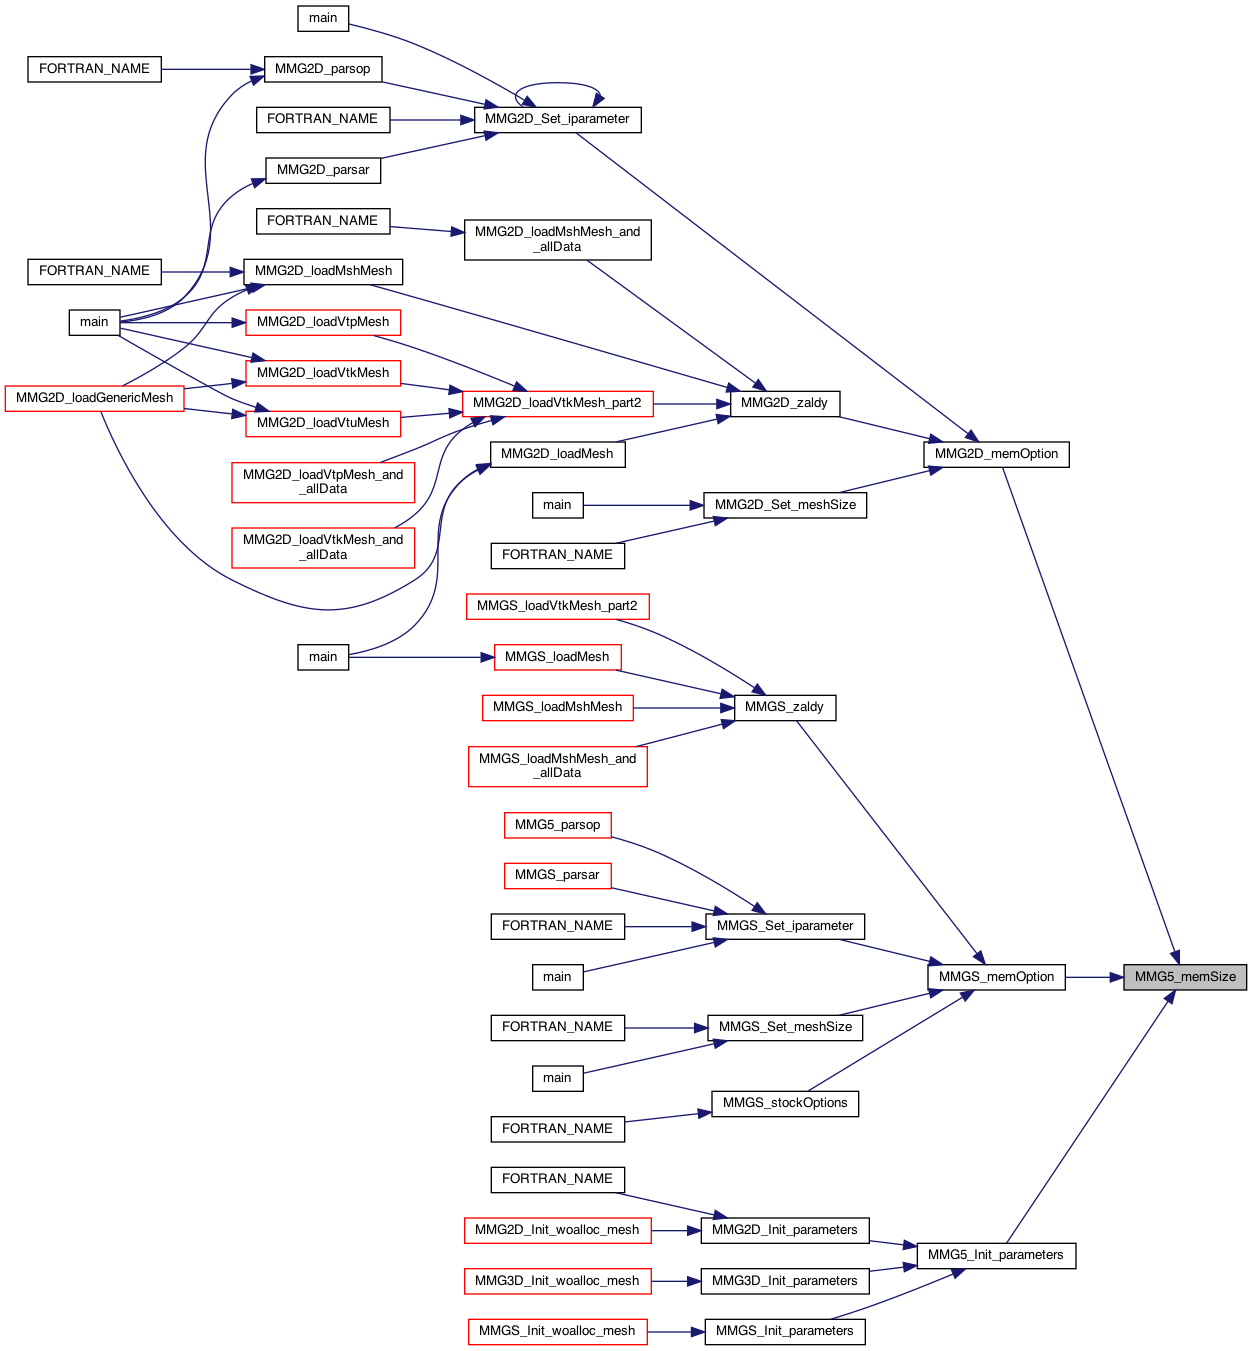 main
FORTRAN_NAME
MMG2D_parsop
FORTRAN_NAME
MMG2D_Set_iparameter
MMG2D_parsar
FORTRAN_NAME
MMG2D_loadMshMesh_and
_allData
FORTRAN_NAME
MMG2D_loadMshMesh
main
MMG2D_loadVtpMesh
MMG2D_loadVtkMesh
MMG2D_loadGenericMesh
MMG2D_loadVtkMesh_part2
MMG2D_zaldy
MMG2D_loadVtuMesh
MMG2D_loadMesh
MMG2D_memOption
MMG2D_loadVtpMesh_and
_allData
main
MMG2D_Set_meshSize
MMG2D_loadVtkMesh_and
_allData
FORTRAN_NAME
MMGS_loadVtkMesh_part2
main
MMGS_loadMesh
MMGS_loadMshMesh
MMGS_zaldy
MMGS_loadMshMesh_and
_allData
MMG5_parsop
MMGS_parsar
FORTRAN_NAME
MMGS_Set_iparameter
main
MMGS_memOption
MMG5_memSize
FORTRAN_NAME
MMGS_Set_meshSize
main
MMGS_stockOptions
FORTRAN_NAME
FORTRAN_NAME
MMG2D_Init_woalloc_mesh
MMG2D_Init_parameters
MMG5_Init_parameters
MMG3D_Init_woalloc_mesh
MMG3D_Init_parameters
MMGS_Init_woalloc_mesh
MMGS_Init_parameters